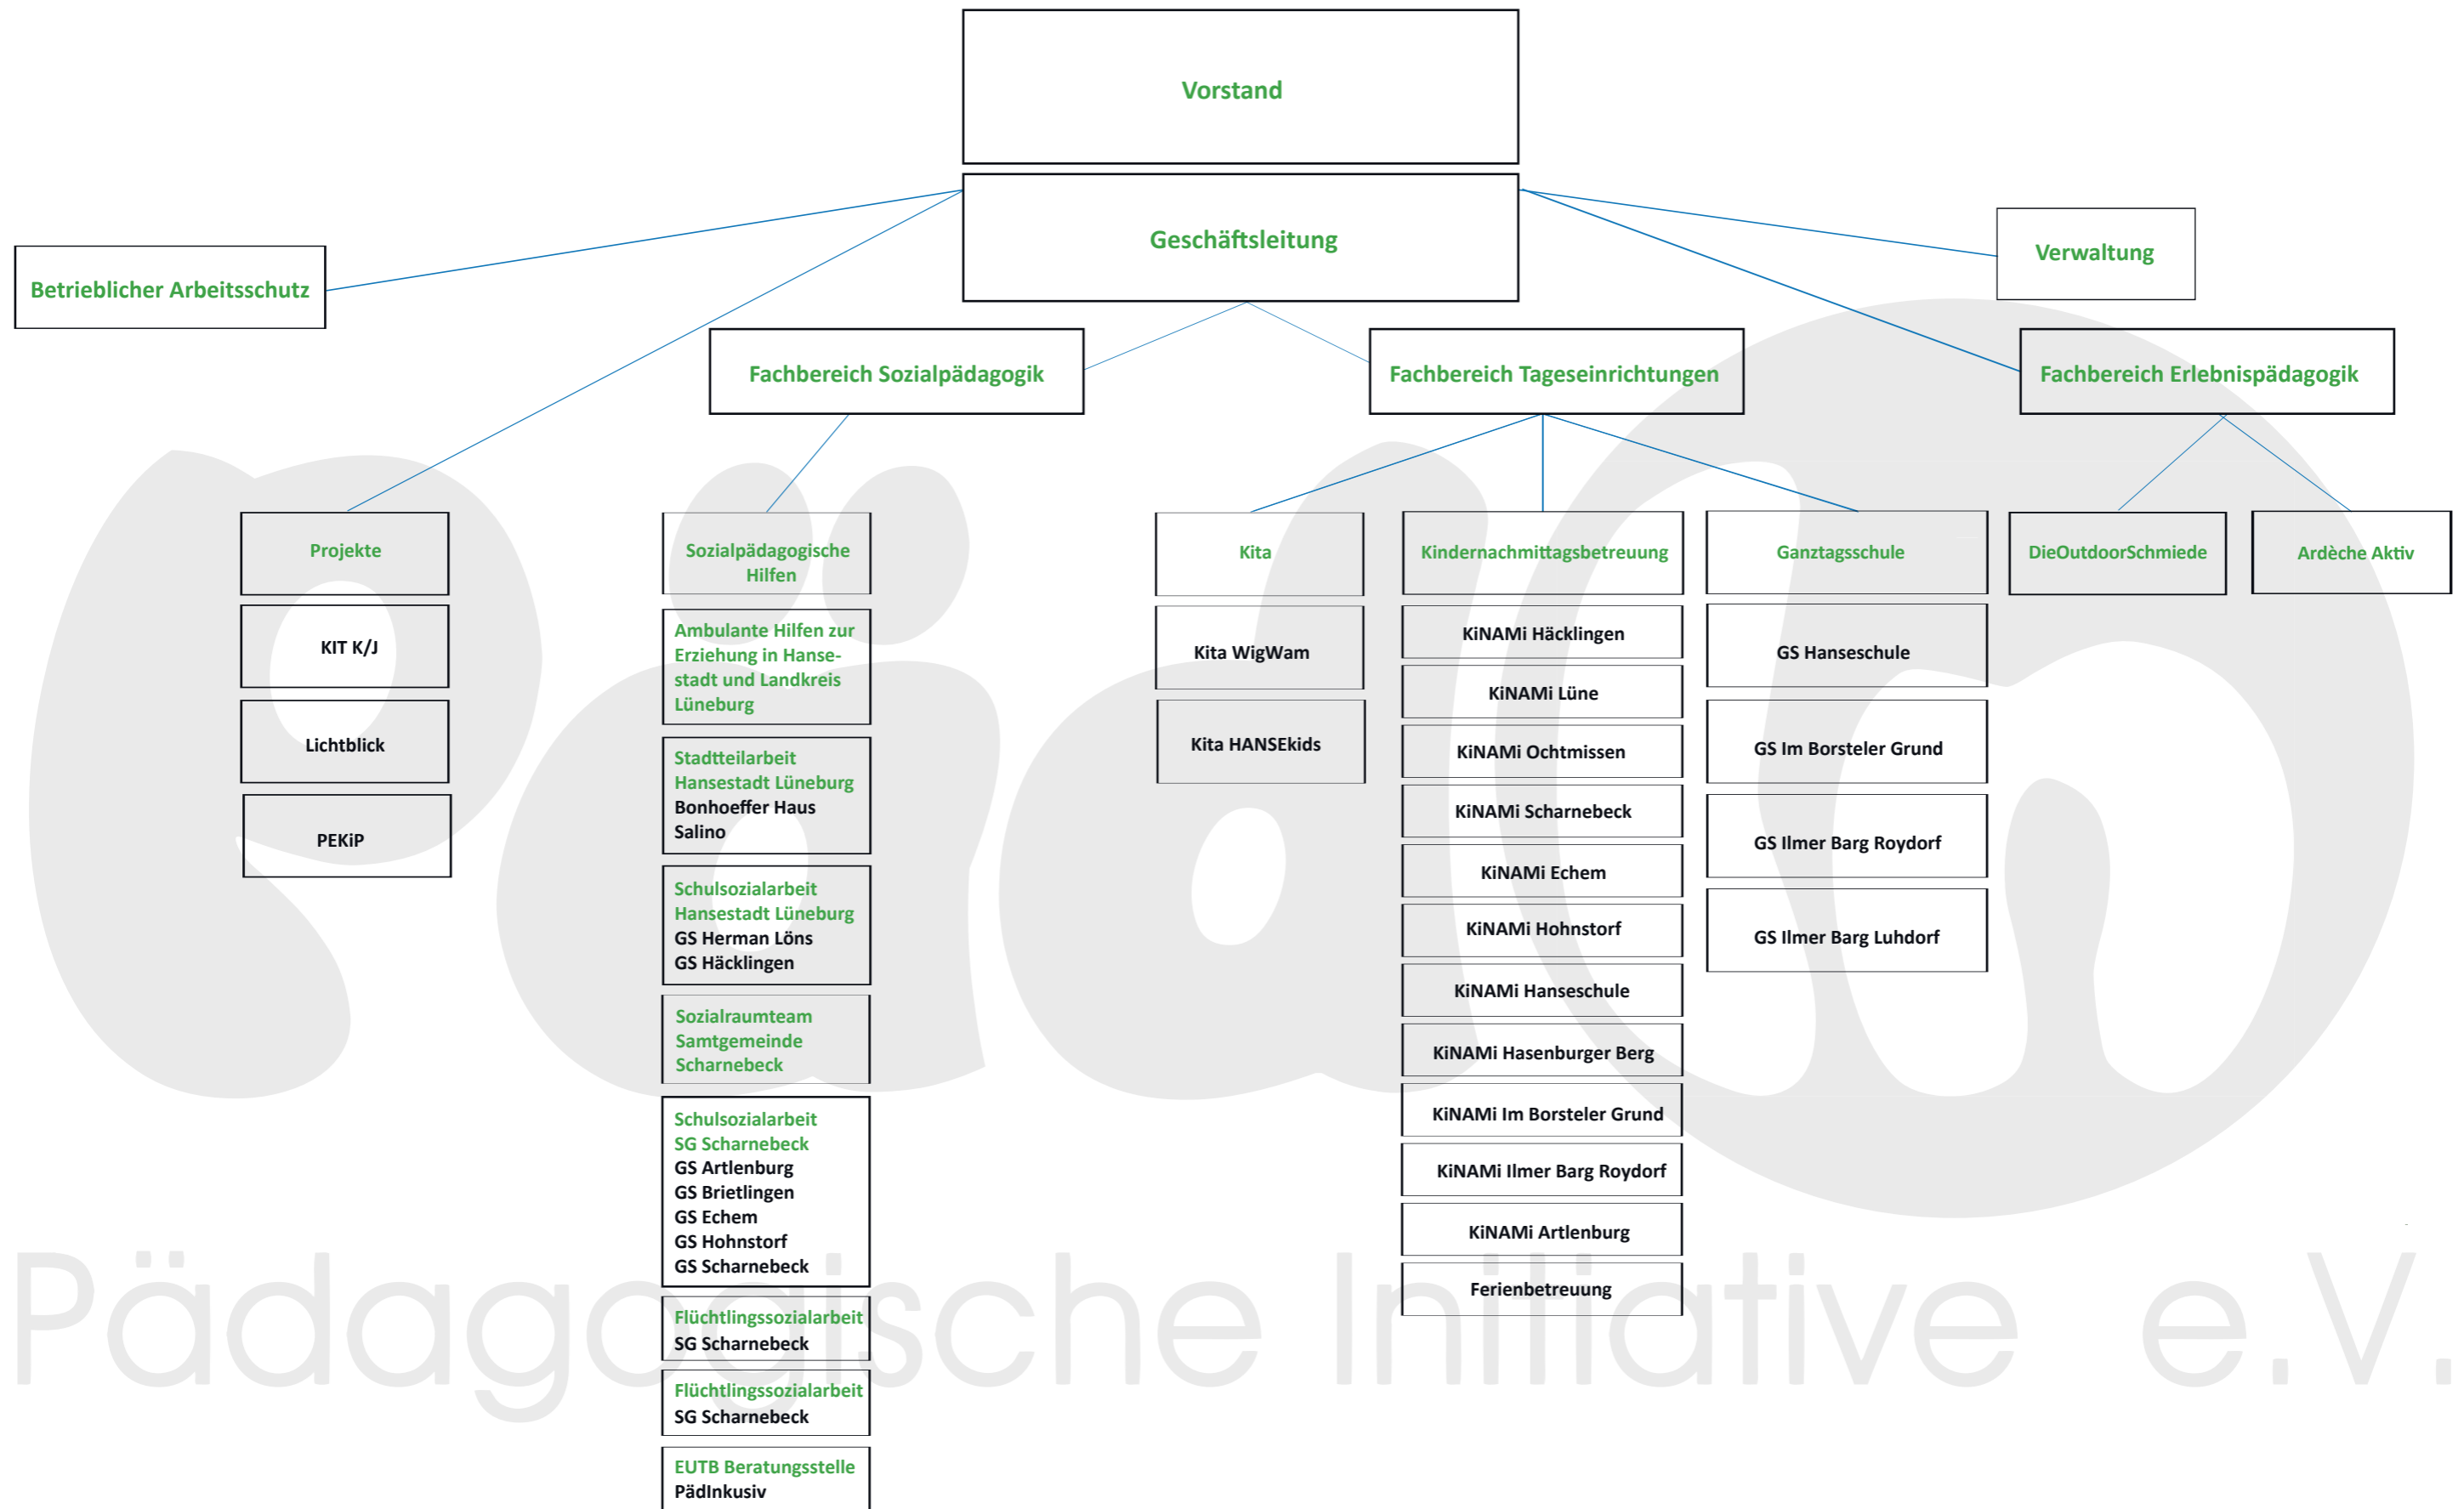 Vorstand
Geschäftsleitung
Betrieblicher Arbeitsschutz
Verwaltung
Fachbereich Sozialpädagogik
Fachbereich Tageseinrichtungen
Fachbereich Erlebnispädagogik
Projekte
KIT K/J
Lichtblick
PEKiP
Sozialpädagogische
Hilfen
Ambulante Hilfen zur
Erziehung in Hanse-
stadt und Landkreis
Lüneburg
Stadtteilarbeit
Hansestadt Lüneburg
Bonhoeffer Haus
Salino
Schulsozialarbeit
Hansestadt Lüneburg
GS Herman Löns
GS Häcklingen
Sozialraumteam
Samtgemeinde
Scharnebeck
Schulsozialarbeit
SG Scharnebeck
GS Artlenburg
GS Brietlingen
GS Echem
GS Hohnstorf
GS Scharnebeck
Flüchtlingssozialarbeit
SG Scharnebeck
Flüchtlingssozialarbeit
SG Scharnebeck
EUTB Beratungsstelle
PädInkusiv
Kita
Kita WigWam
Kita HANSEkids
Kindernachmittagsbetreuung
KiNAMi Häcklingen
KiNAMi Lüne
KiNAMi Ochtmissen
KiNAMi Scharnebeck
KiNAMi Echem
KiNAMi Hohnstorf
KiNAMi Hanseschule
KiNAMi Hasenburger Berg
KiNAMi Im Borsteler Grund
KiNAMi Ilmer Barg Roydorf
KiNAMi Artlenburg
Ferienbetreuung
Ganztagsschule
GS Hanseschule
GS Im Borsteler Grund
GS Ilmer Barg Roydorf
GS Ilmer Barg Luhdorf
DieOutdoorSchmiede
Ardèche Aktiv
Päd In
Pädagogische Initiative e.V.